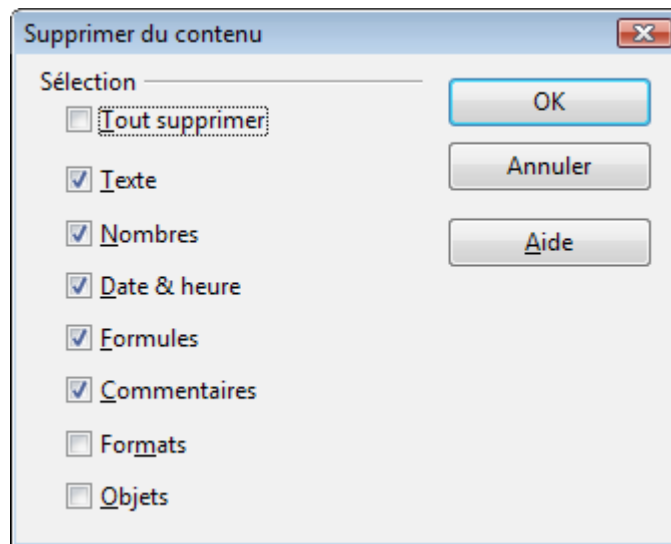 Supprimer du contenu
Sélection
Tout supprimer
Texte
Nombres
Date & heure
Formules
Commentaires
Formats
Objets
OK
Annuler
Aide